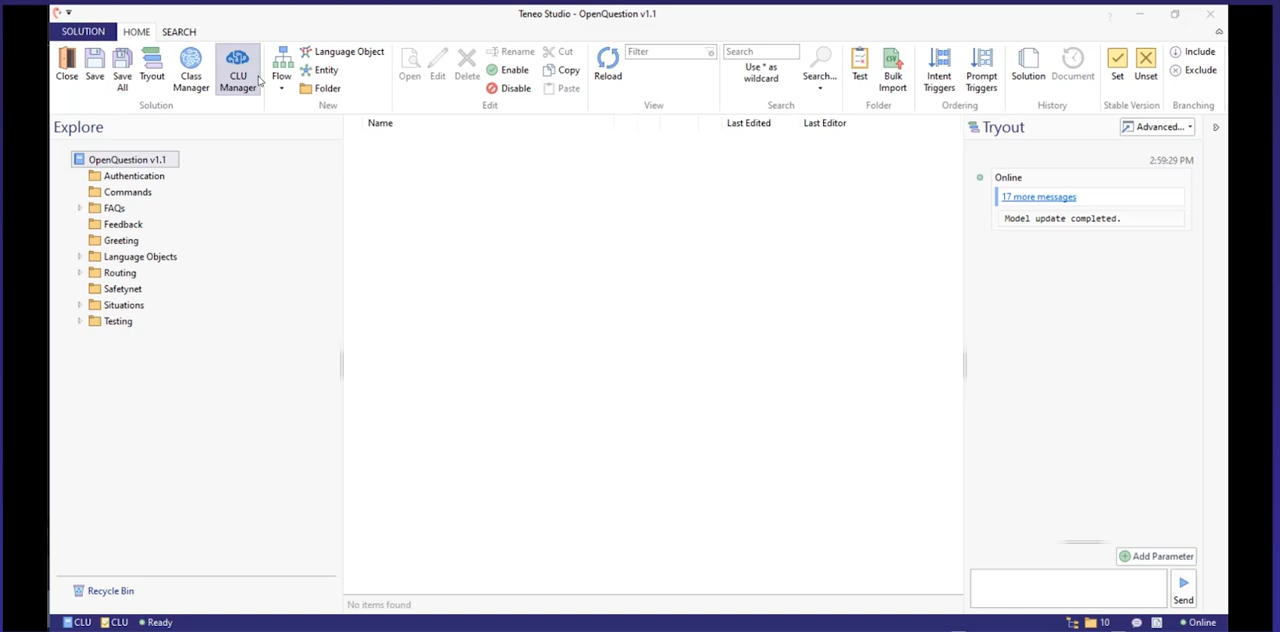 Teneo Studio - OpenQuestion v1.1
SOLUTION HOME SEARCH
Close Save Save All Tryout Class Manager CLU Manager
Solution
Flow Language Object
Entity
Folder
New
Open Edit Delete Rename Cut
Enable Copy
Disable Paste
Edit
Reload Filter
View
Search
Use * as wildcard
Search...
Search
Test Bulk Import
Folder
Intent Triggers Prompt Triggers
Ordering
Solution Document
History
Set Unset
Stable Version
Include
Exclude
Branching
Explore
OpenQuestion v1.1
Authentication
Commands
FAQs
Feedback
Greeting
Language Objects
Routing
Safetynet
Situations
Testing
Recycle Bin
Name Last Edited Last Editor
No items found
Tryout Advanced...
2:59:29 PM
Online
17 more messages
Model update completed.
Add Parameter
Send
CLU CLU Ready 10 Online